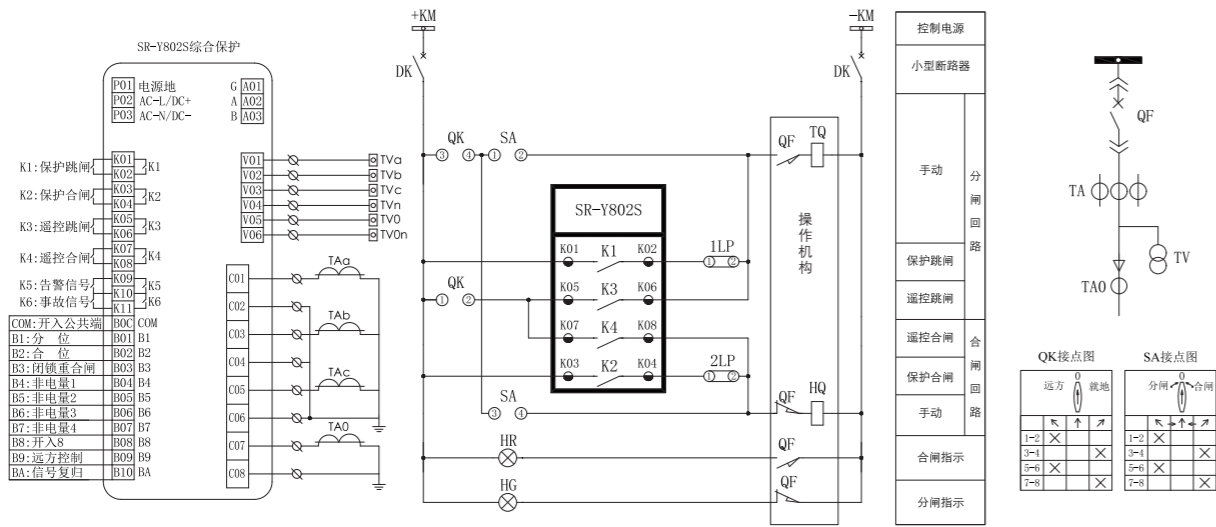 SR-Y802S综合保护
P01 电源地 G A01
P02 AC-L/DC+ A A02
P03 AC-N/DC- B A03
K1:保护跳闸 K01 K02 K1
K2:保护合闸 K03 K04 K2
K3:遥控跳闸 K05 K06 K3
K4:遥控合闸 K07 K08 K4
K5:告警信号 K09 K5
K6:事故信号 K10 K11 K6
COM:开入公共端 B0C COM
B1:分 位 B01 B1
B2:合 位 B02 B2
B3:闭锁重合闸 B03 B3
B4:非电量1 B04 B4
B5:非电量2 B05 B5
B6:非电量3 B06 B6
B7:非电量4 B07 B7
B8:开入8 B08 B8
B9:远方控制 B09 B9
BA:信号复归 B10 BA
V01 TVa
V02 TVb
V03 TVc
V04 TVn
V05 TV0
V06 TV0n
C01 TAa
C02
C03 TAb
C04
C05 TAc
C06
C07 TA0
C08
+KM -KM
DK DK
QK SA QF TQ
③ ④ ① ②
SR-Y802S
K01 K1 K02 1LP
① ②
QK K05 K3 K06
① ②
K07 K4 K08
K03 K2 K04 2LP
① ②
SA QF HQ
③ ④
HR QF
HG QF
操作机构
控制电源
小型断路器
手动
保护跳闸
遥控跳闸
分闸回路
遥控合闸
保护合闸
手动
合闸回路
合闸指示
分闸指示
QF
TA
TV
TA0
QK接点图
远方 0 就地
↖ ↑ ↗
1-2 ×
3-4 ×
5-6 ×
7-8 ×
SA接点图
分闸 0 合闸
↖ →↑← ↗
1-2 ×
3-4 ×
5-6 ×
7-8 ×